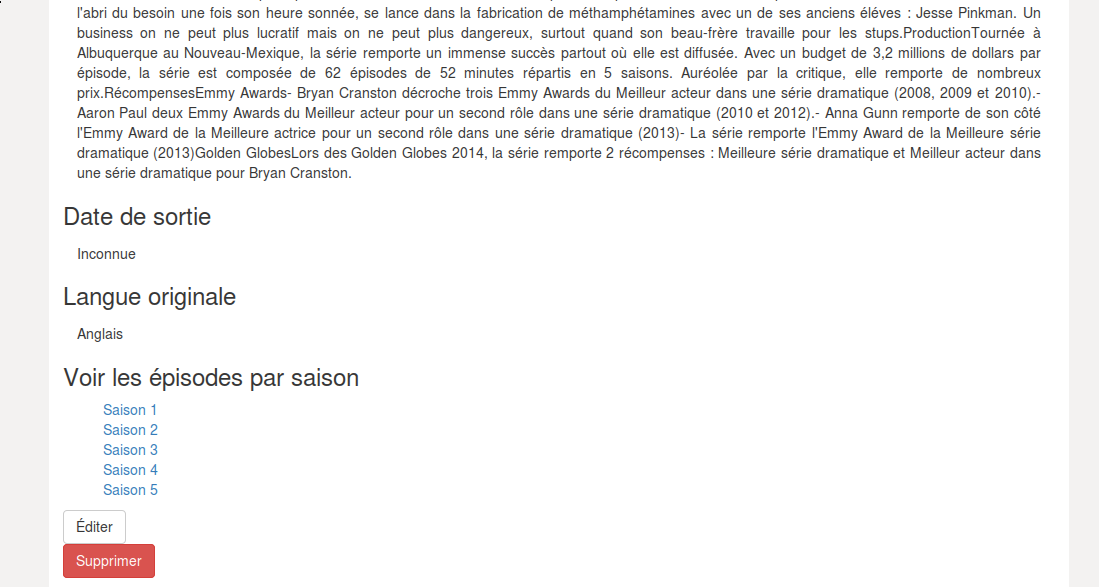 l'abri du besoin une fois son heure sonnée, se lance dans la fabrication de méthamphétamines avec un de ses anciens éléves : Jesse Pinkman. Un
business on ne peut plus lucratif mais on ne peut plus dangereux, surtout quand son beau-frère travaille pour les stups.ProductionTournée à
Albuquerque au Nouveau-Mexique, la série remporte un immense succès partout où elle est diffusée. Avec un budget de 3,2 millions de dollars par
épisode, la série est composée de 62 épisodes de 52 minutes répartis en 5 saisons. Auréolée par la critique, elle remporte de nombreux
prix.RécompensesEmmy Awards- Bryan Cranston décroche trois Emmy Awards du Meilleur acteur dans une série dramatique (2008, 2009 et 2010).-
Aaron Paul deux Emmy Awards du Meilleur acteur pour un second rôle dans une série dramatique (2010 et 2012).- Anna Gunn remporte de son côté
l'Emmy Award de la Meilleure actrice pour un second rôle dans une série dramatique (2013)- La série remporte l'Emmy Award de la Meilleure série
dramatique (2013)Golden GlobesLors des Golden Globes 2014, la série remporte 2 récompenses : Meilleure série dramatique et Meilleur acteur dans
une série dramatique pour Bryan Cranston.
Date de sortie
Inconnue
Langue originale
Anglais
Voir les épisodes par saison
Saison 1
Saison 2
Saison 3
Saison 4
Saison 5
Éditer
Supprimer